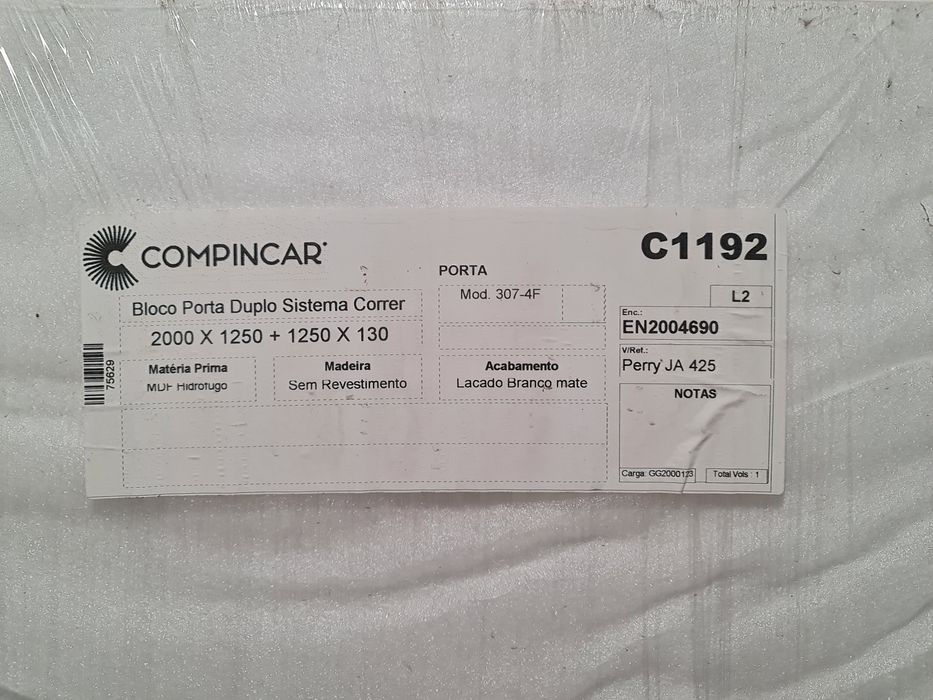 COMPINCAR
C1192
PORTA
Mod. 307-4F
L2
Bloco Porta Duplo Sistema Correr
2000 X 1250 + 1250 X 130
Enc.:
EN2004690
V/Ref.:
Perry JA 425
Matéria Prima
MDF Hidrofugo
Madeira
Sem Revestimento
Acabamento
Lacado Branco mate
75629
NOTAS
Carga: GG2000113
Total Vols : 1